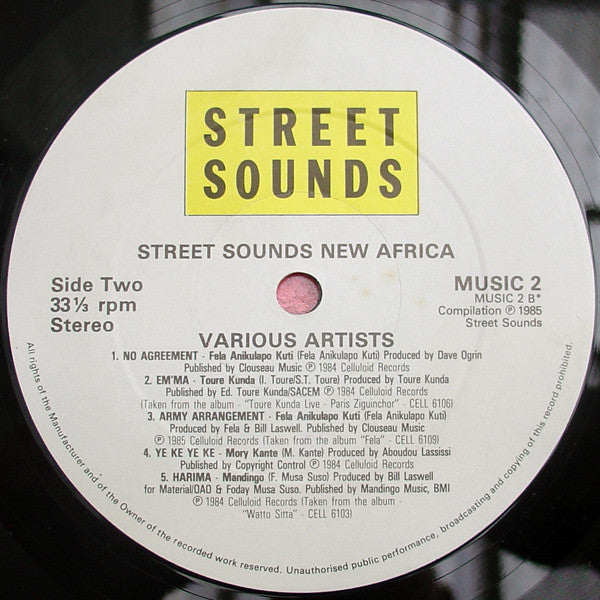 STREET
SOUNDS
STREET SOUNDS NEW AFRICA
Side Two
33⅓ rpm
Stereo
MUSIC 2
MUSIC 2 B*
Compilation ℗ 1985
Street Sounds
VARIOUS ARTISTS
1. NO AGREEMENT - Fela Anikulapo Kuti (Fela Anikulapo Kuti) Produced by Dave Ogrin
Published by Clouseau Music ℗ 1984 Celluloid Records
2. EM'MA - Toure Kunda (I. Toure/S.T. Toure) Produced by Toure Kunda
Published by Ed. Toure Kunda/SACEM ℗ 1984 Celluloid Records
(Taken from the album - "Toure Kunda Live - Paris Ziguinchor" - CELL 6106)
3. ARMY ARRANGEMENT - Fela Anikulapo Kuti (Fela Anikulapo Kuti)
Produced by Fela & Bill Laswell. Published by Clouseau Music
℗ 1985 Celluloid Records (Taken from the album "Fela" - CELL 6109)
4. YE KE YE KE - Mory Kante (M. Kante) Produced by Aboudou Lassissi
Published by Copyright Control ℗ 1984 Celluloid Records
5. HARIMA - Mandingo (F. Musa Suso) Produced by Bill Laswell
for Material/OAO & Foday Musa Suso. Published by Mandingo Music, BMI
℗ 1984 Celluloid Records (Taken from the album -
"Watto Sitta" - CELL 6103)
All rights of the Manufacturer and of the Owner of the recorded work reserved. Unauthorised public performance, broadcasting and copying of this record prohibited.